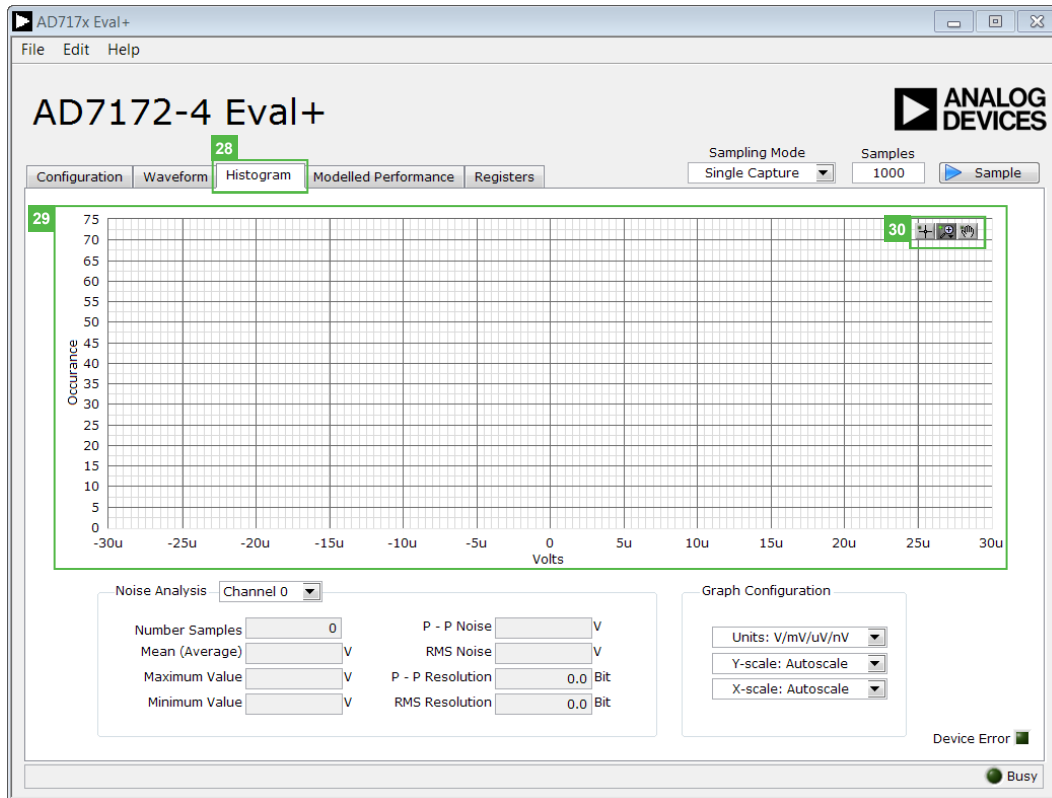 AD717x Eval+
File Edit Help
AD7172-4 Eval+
ANALOG
DEVICES
28
Sampling Mode Samples
Configuration Waveform Histogram Modelled Performance Registers
Single Capture 1000 Sample
29
30
75
70
65
60
55
50
45
40
35
30
25
20
15
10
5
0
Occurance
-30u -25u -20u -15u -10u -5u 0 5u 10u 15u 20u 25u 30u
Volts
Noise Analysis Channel 0
Number Samples 0
Mean (Average) V
Maximum Value V
Minimum Value V
P - P Noise V
RMS Noise V
P - P Resolution 0.0 Bit
RMS Resolution 0.0 Bit
Graph Configuration
Units: V/mV/uV/nV
Y-scale: Autoscale
X-scale: Autoscale
Device Error
Busy